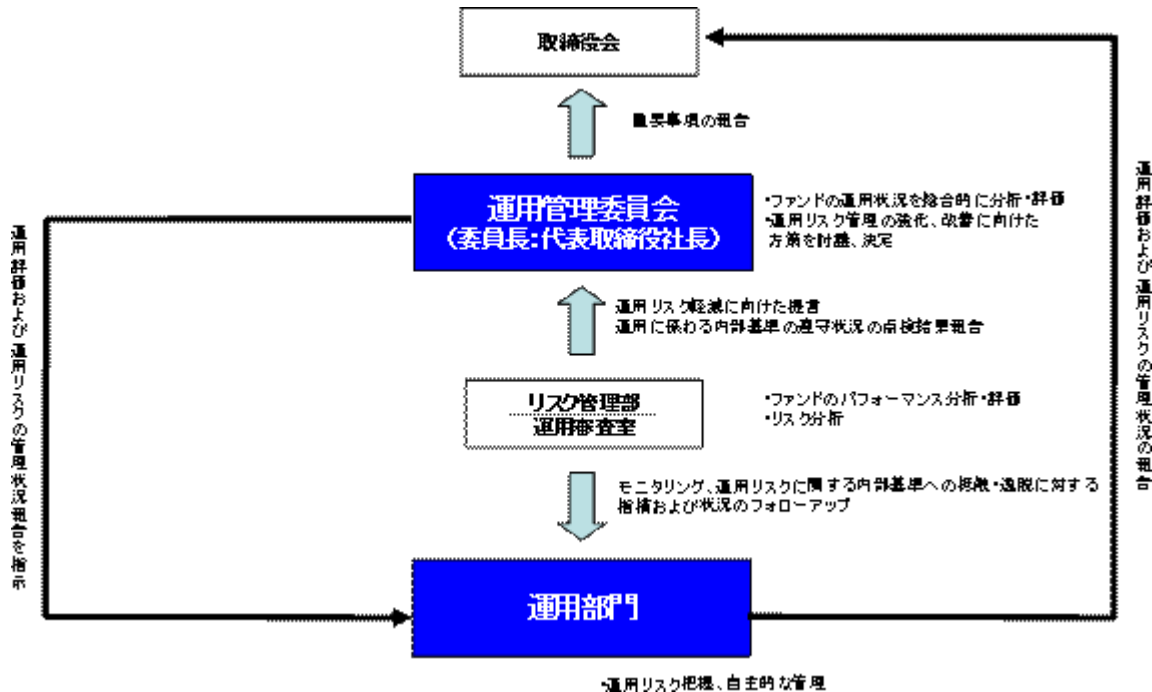 取締役会
重要事項の報告
運用管理委員会
（委員長：代表取締役社長）
・ファンドの運用状況を総合的に分析・評価
・運用リスク管理の強化、改善に向けた
方策を討議、決定
運用リスク軽減に向けた提言
運用に係わる内部基準の遵守状況の点検結果報告
リスク管理部
運用審査室
・ファンドのパフォーマンス分析・評価
・リスク分析
モニタリング、運用リスクに関する内部基準への抵触・逸脱に対する
指摘および状況のフォローアップ
運用部門
・運用リスク把握、自主的な管理
運用評価および運用リスクの管理状況報告を指示
運用評価および運用リスクの管理状況の報告